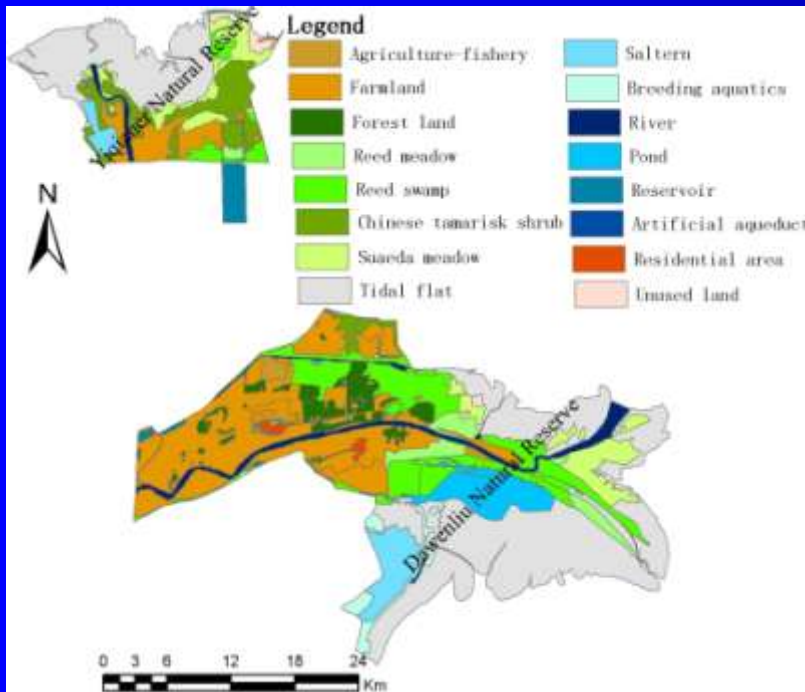 Legend
Agriculture-fishery
Farmland
Forest land
Reed meadow
Reed swamp
Chinese tamarisk shrub
Suaeda meadow
Tidal flat
Saltern
Breeding aquatics
River
Pond
Reservoir
Artificial aqueduct
Residential area
Unused land
Natural Reserve
N
Dawenliu Natural Reserve
0 3 6 12 18 24
Km